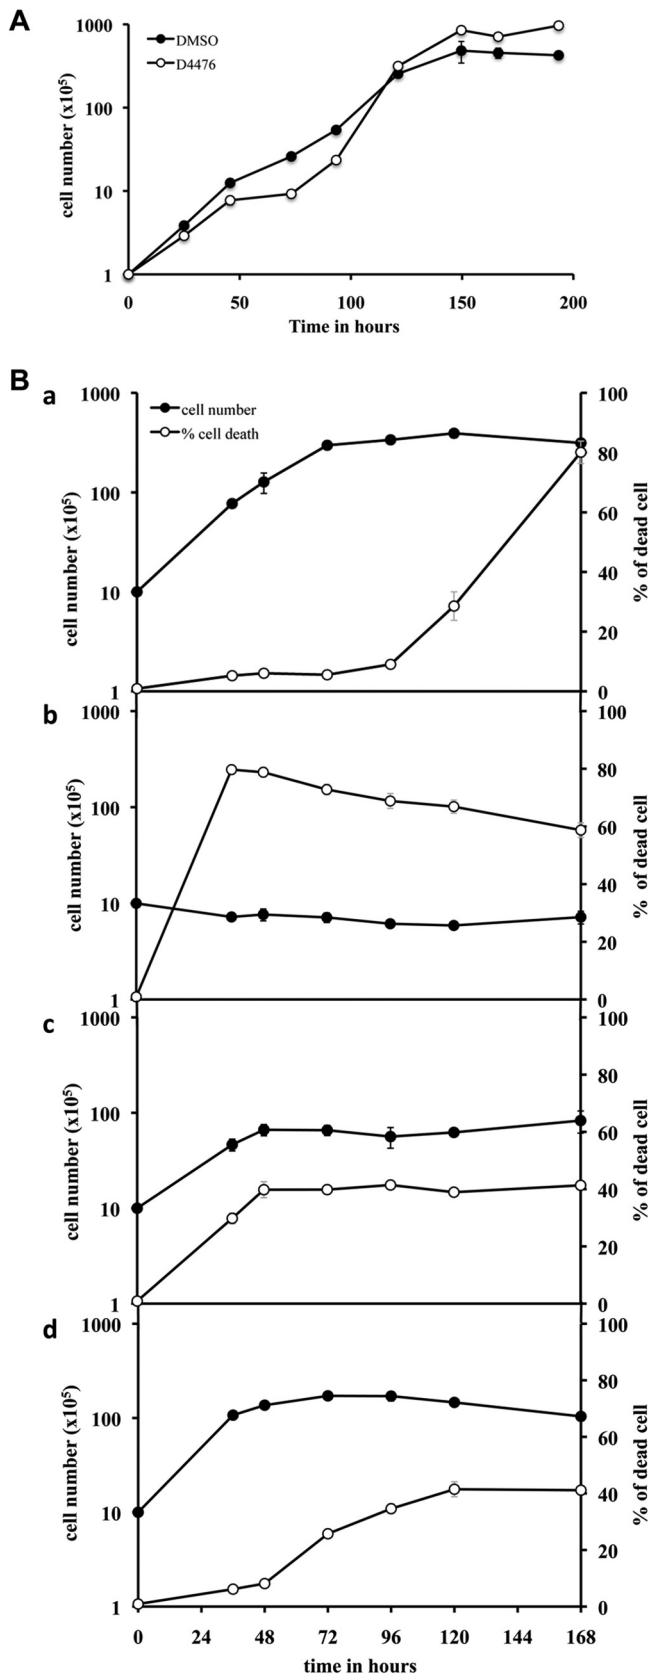 A
1000
100
10
1
cell number (x10⁵)
DMSO
D4476
0 50 100 150 200
Time in hours
B
a
1000
100
10
1
cell number (x10⁵)
cell number
% cell death
100
80
60
40
20
0
% of dead cell
b
1000
100
10
1
cell number (x10⁵)
100
80
60
40
20
0
% of dead cell
c
1000
100
10
1
cell number (x10⁵)
100
80
60
40
20
0
% of dead cell
d
1000
100
10
1
cell number (x10⁵)
100
80
60
40
20
0
% of dead cell
0 24 48 72 96 120 144 168
time in hours